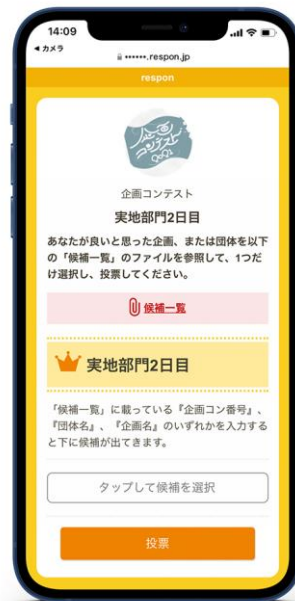 14:09
◀ カメラ
••••••.respon.jp
respon
企画
コンテスト
2022
企画コンテスト
実地部門2日目
あなたが良いと思った企画、または団体を以下
の「候補一覧」のファイルを参照して、1つだ
け選択し、投票してください。
候補一覧
実地部門2日目
「候補一覧」に載っている『企画コン番号』、
『団体名』、『企画名』のいずれかを入力する
と下に候補が出てきます。
タップして候補を選択
投票